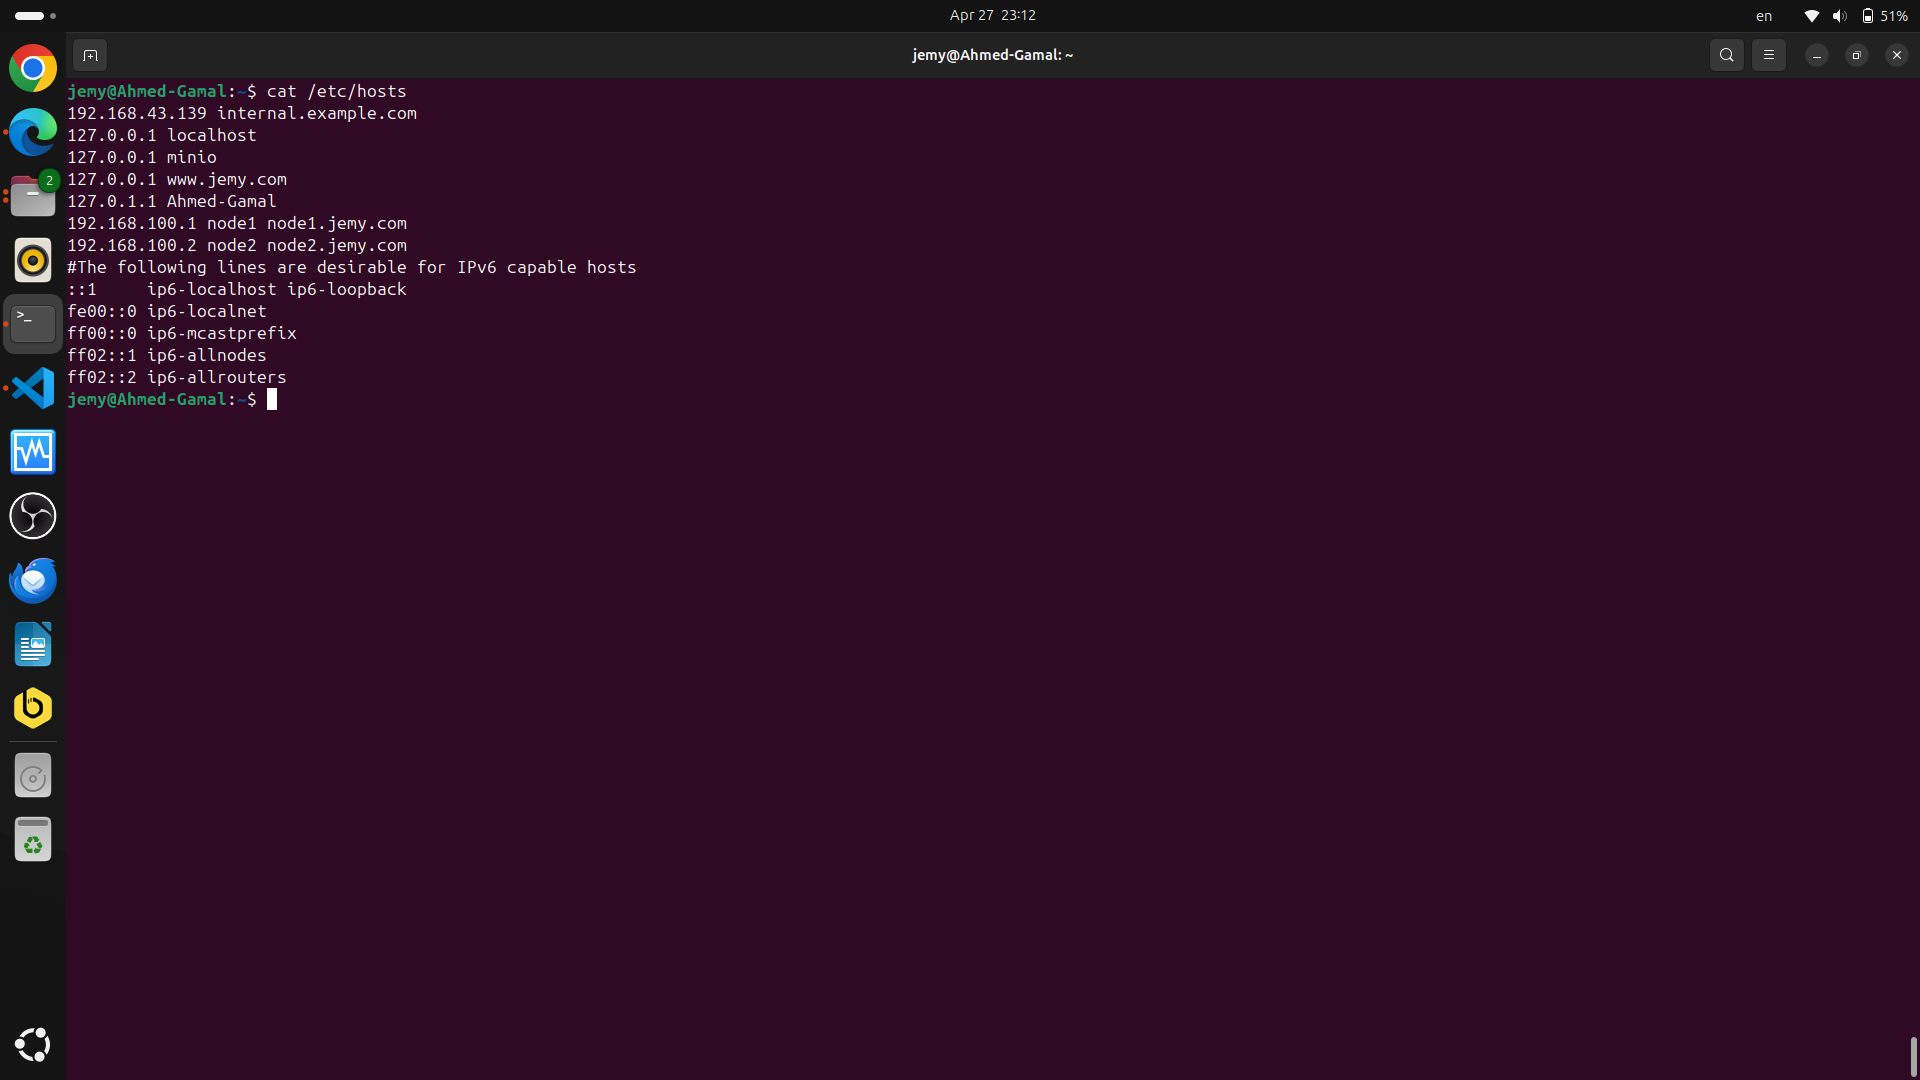 Apr 27 23:12
en
51%
jemy@Ahmed-Gamal: ~
2
jemy@Ahmed-Gamal:~$ cat /etc/hosts
192.168.43.139 internal.example.com
127.0.0.1 localhost
127.0.0.1 minio
127.0.0.1 www.jemy.com
127.0.1.1 Ahmed-Gamal
192.168.100.1 node1 node1.jemy.com
192.168.100.2 node2 node2.jemy.com
#The following lines are desirable for IPv6 capable hosts
::1     ip6-localhost ip6-loopback
fe00::0 ip6-localnet
ff00::0 ip6-mcastprefix
ff02::1 ip6-allnodes
ff02::2 ip6-allrouters
jemy@Ahmed-Gamal:~$